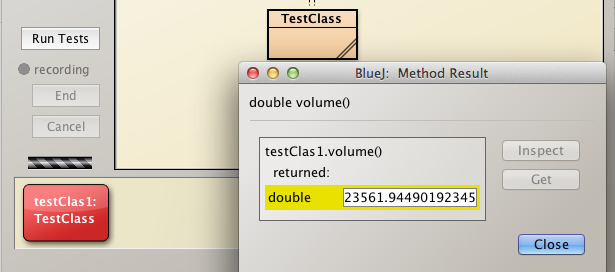 TestClass
Run Tests
recording
End
Cancel
testClas1:
TestClass
BlueJ: Method Result
double volume()
testClas1.volume()
returned:
double 23561.94490192345
Inspect
Get
Close